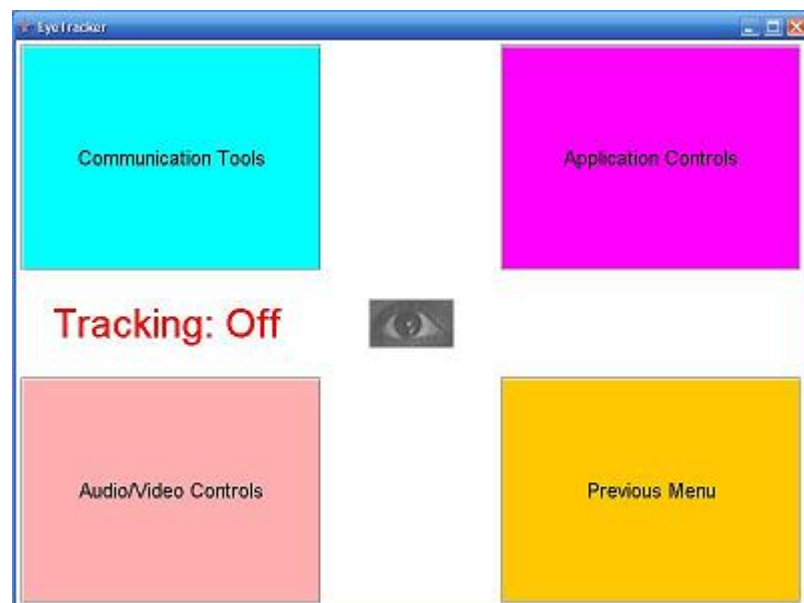 EyeTracker
Communication Tools
Application Controls
Tracking: Off
Audio/Video Controls
Previous Menu